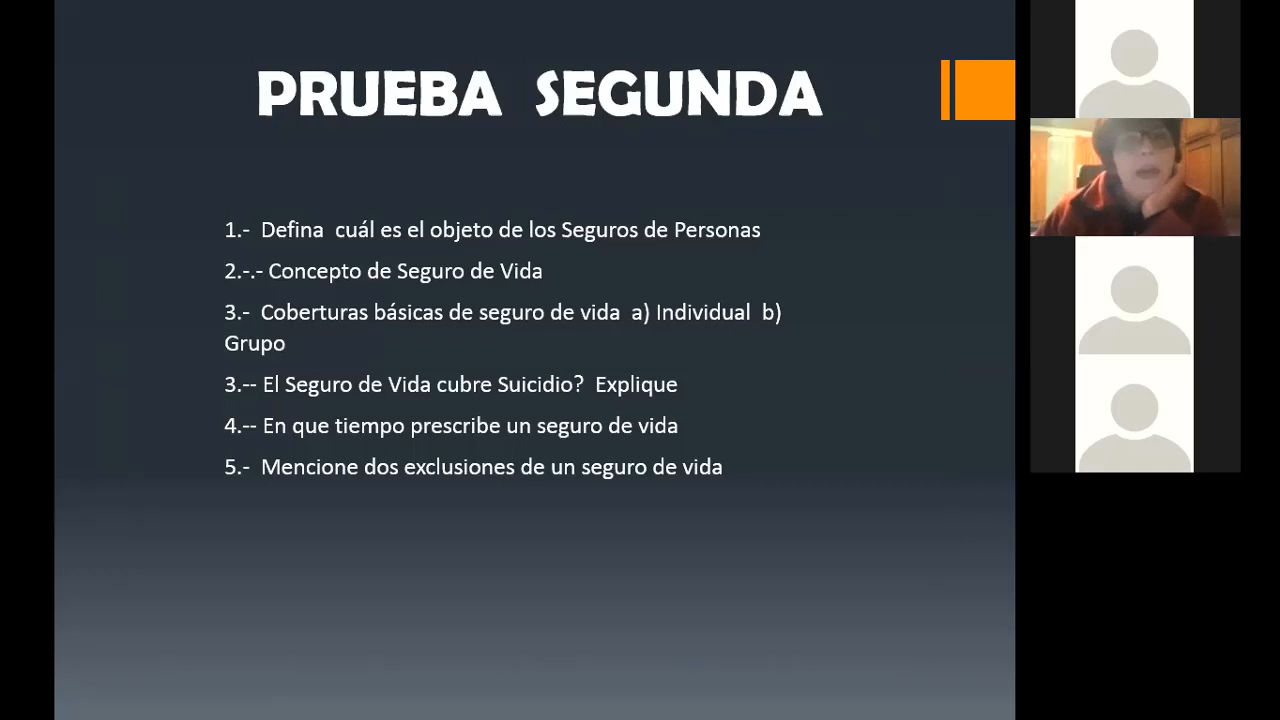 PRUEBA SEGUNDA
1.- Defina cuál es el objeto de los Seguros de Personas
2.-.- Concepto de Seguro de Vida
3.- Coberturas básicas de seguro de vida a) Individual b)
Grupo
3.-- El Seguro de Vida cubre Suicidio? Explique
4.-- En que tiempo prescribe un seguro de vida
5.- Mencione dos exclusiones de un seguro de vida